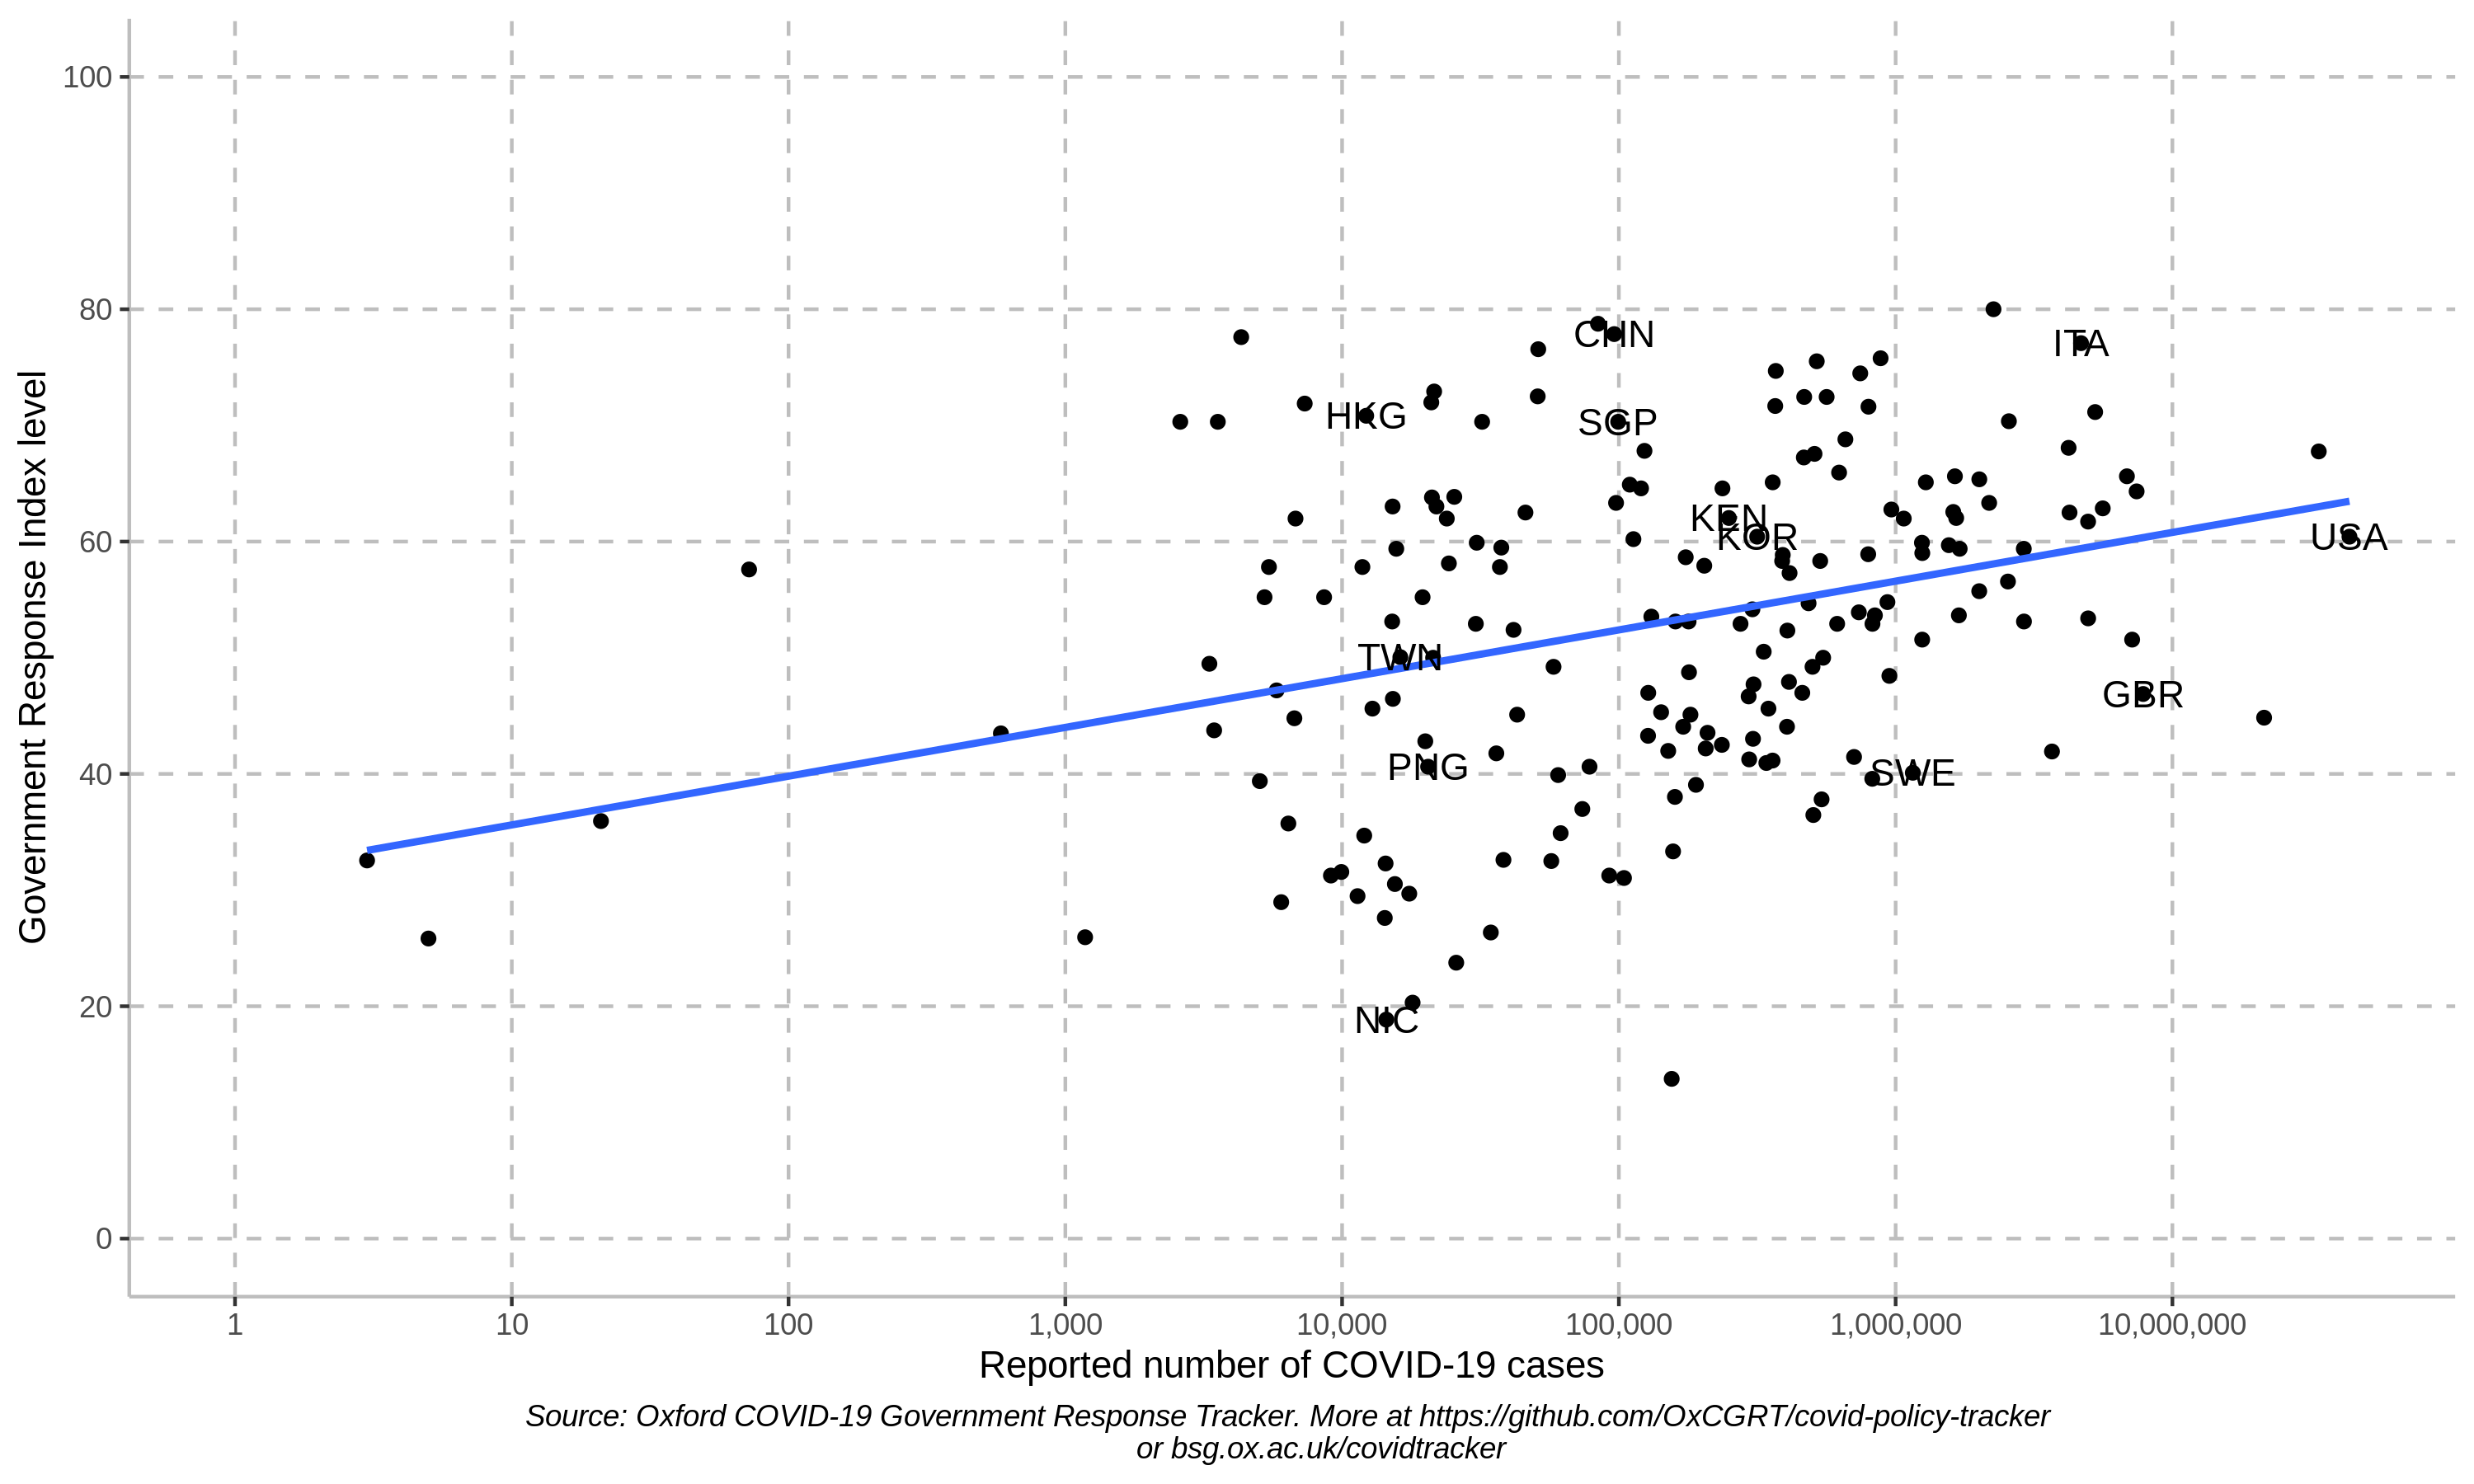 Government Response Index level
100
80
60
40
20
0
CHN
ITA
HKG
SGP
KEN
KOR
USA
TWN
GBR
PNG
SWE
NIC
1
10
100
1,000
10,000
100,000
1,000,000
10,000,000
Reported number of COVID-19 cases
Source: Oxford COVID-19 Government Response Tracker. More at https://github.com/OxCGRT/covid-policy-tracker
or bsg.ox.ac.uk/covidtracker